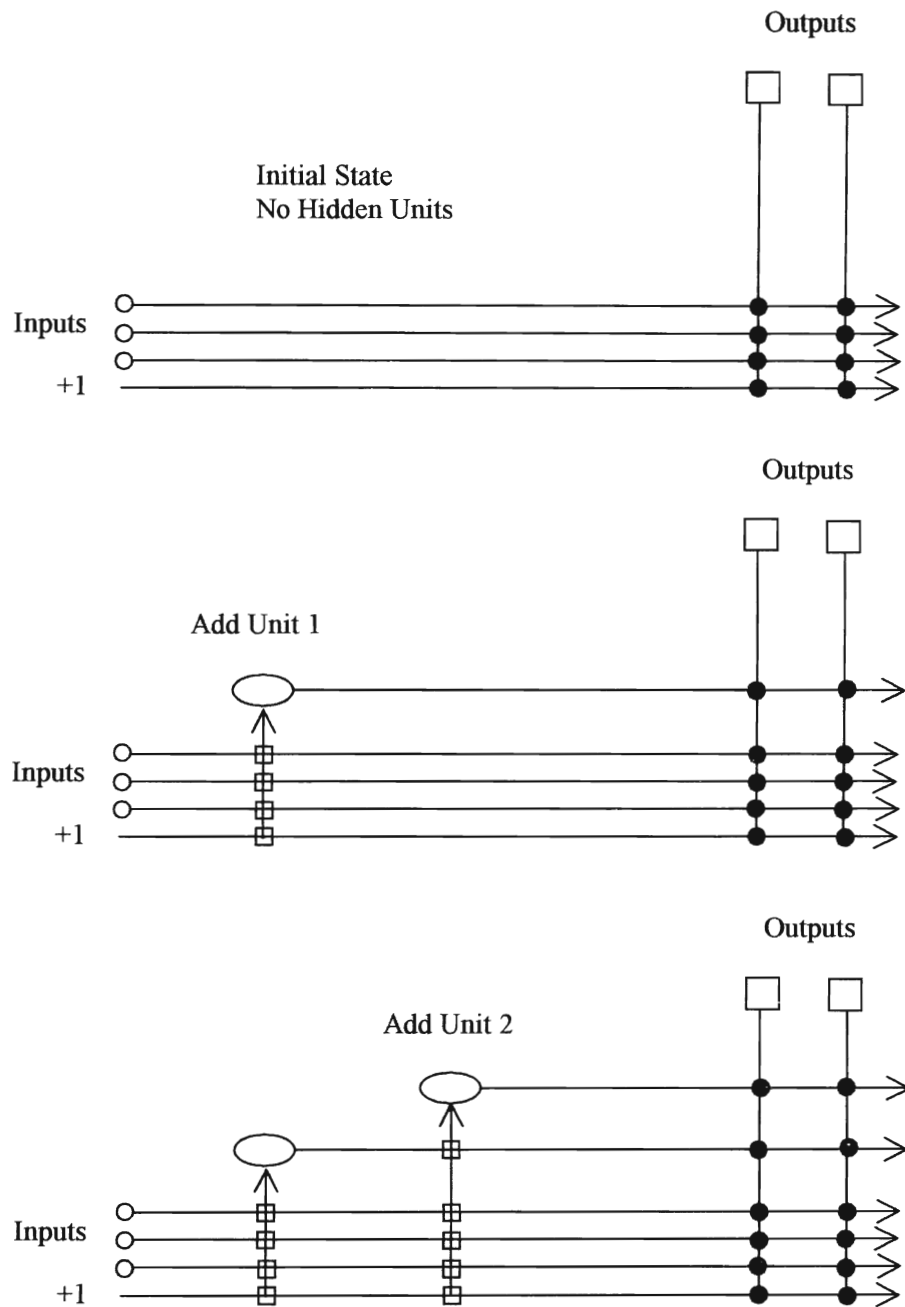 Outputs
Initial State
No Hidden Units
Inputs
+1
Outputs
Add Unit 1
Inputs
+1
Outputs
Add Unit 2
Inputs
+1